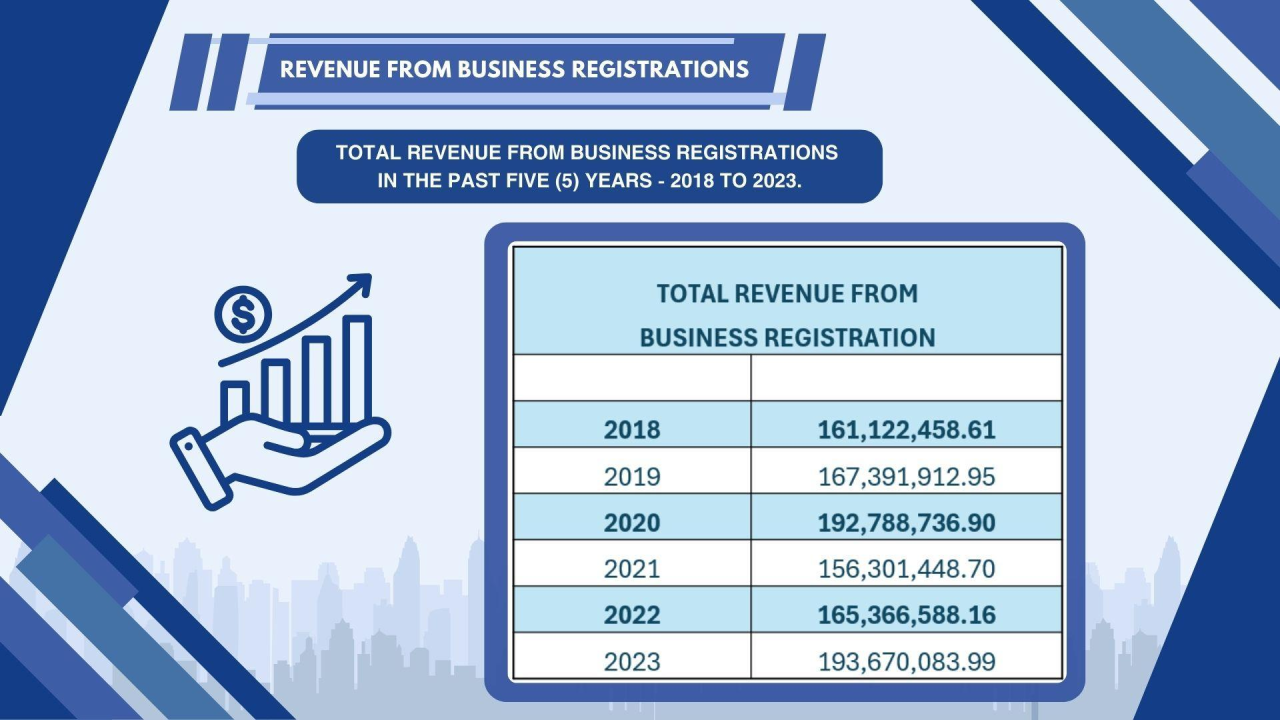 REVENUE FROM BUSINESS REGISTRATIONS
TOTAL REVENUE FROM BUSINESS REGISTRATIONS
IN THE PAST FIVE (5) YEARS - 2018 TO 2023.
$
TOTAL REVENUE FROM
BUSINESS REGISTRATION
2018 161,122,458.61
2019 167,391,912.95
2020 192,788,736.90
2021 156,301,448.70
2022 165,366,588.16
2023 193,670,083.99